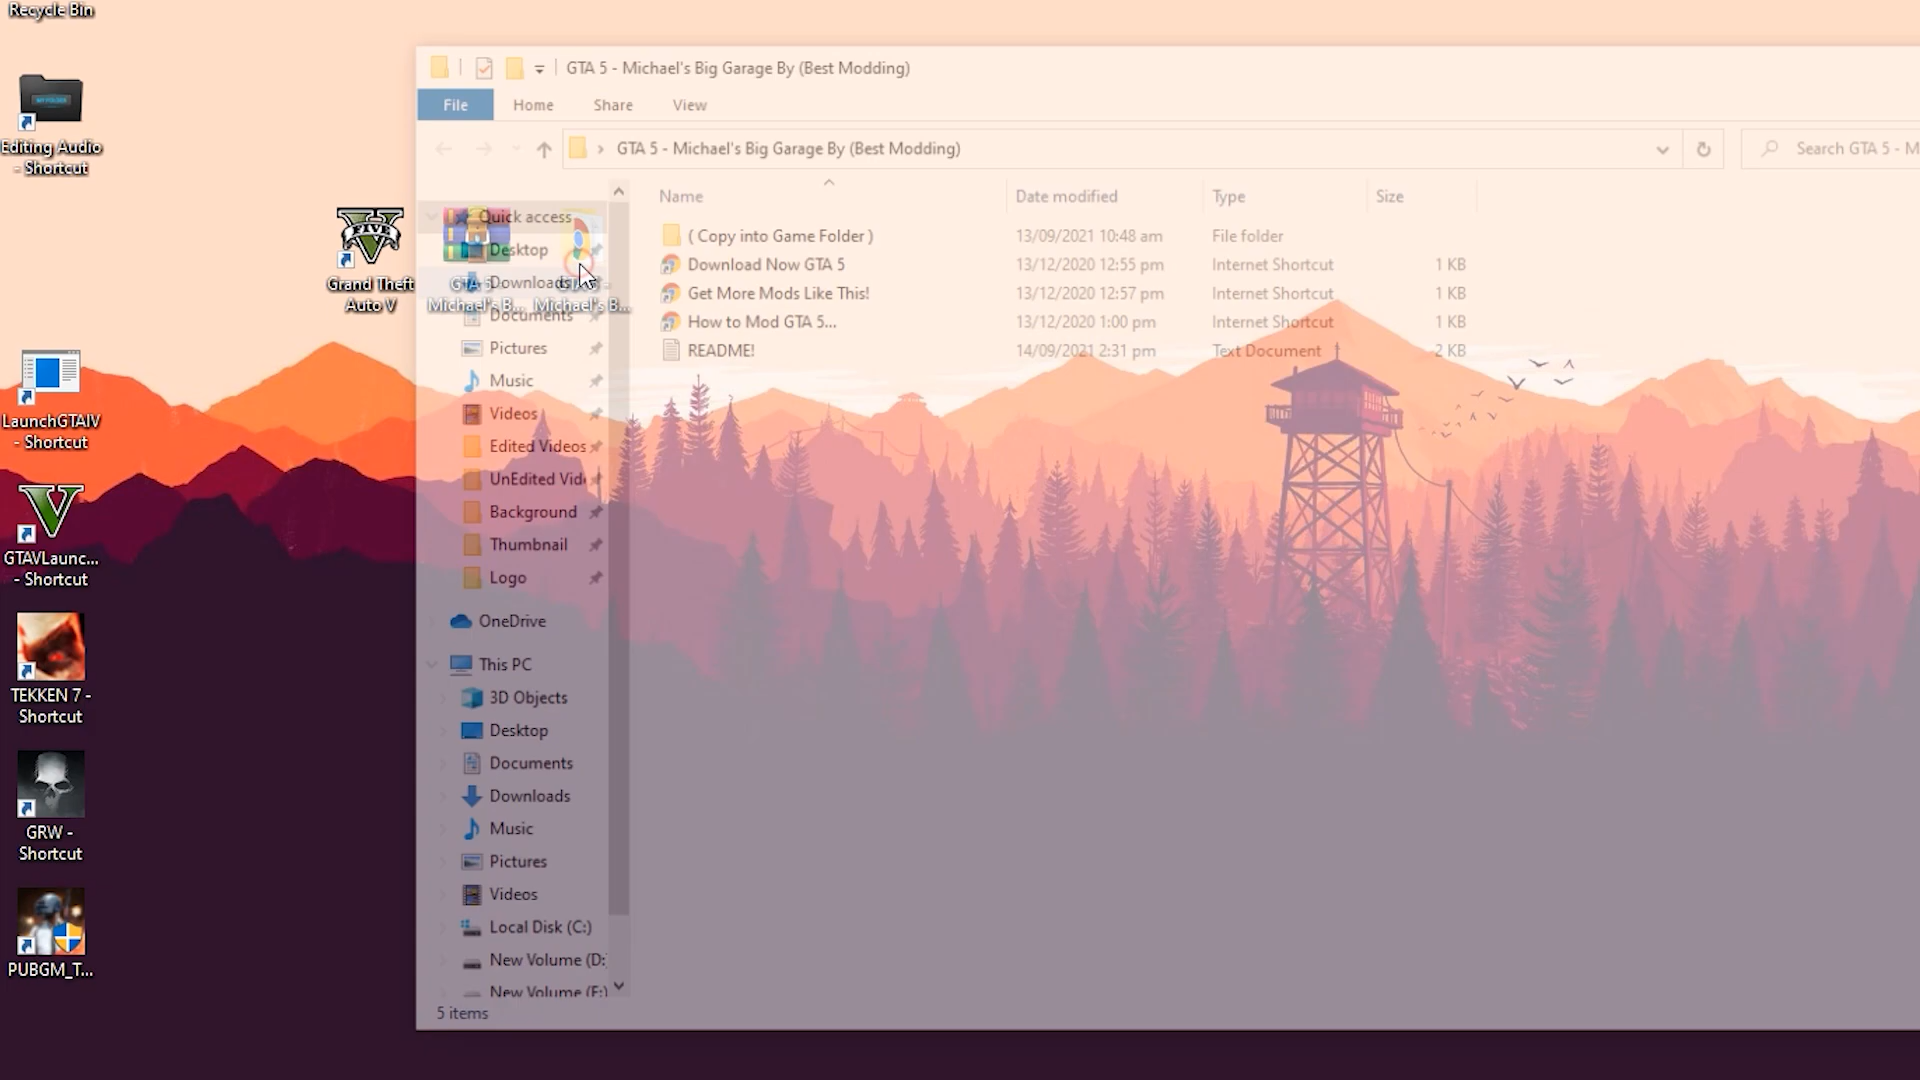 Recycle Bin
MY FOLDER
Editing Audio
- Shortcut
FIVE
Grand Theft
Auto V
GTA 5 -
Michael's B...
Michael's B...
LaunchGTAIV
- Shortcut
GTAVLaunc...
- Shortcut
TEKKEN 7 -
Shortcut
GRW -
Shortcut
PUBGM_T...
GTA 5 - Michael's Big Garage By (Best Modding)
File Home Share View
GTA 5 - Michael's Big Garage By (Best Modding)
Search GTA 5 - M
Name Date modified Type Size
( Copy into Game Folder ) 13/09/2021 10:48 am File folder
Download Now GTA 5 13/12/2020 12:55 pm Internet Shortcut 1 KB
Get More Mods Like This! 13/12/2020 12:57 pm Internet Shortcut 1 KB
How to Mod GTA 5... 13/12/2020 1:00 pm Internet Shortcut 1 KB
README! 14/09/2021 2:31 pm Text Document 2 KB
Quick access
Desktop
Downloads
Documents
Pictures
Music
Videos
Edited Videos
UnEdited Vid
Background
Thumbnail
Logo
OneDrive
This PC
3D Objects
Desktop
Documents
Downloads
Music
Pictures
Videos
Local Disk (C:)
New Volume (D:
New Volume (E:)
5 items